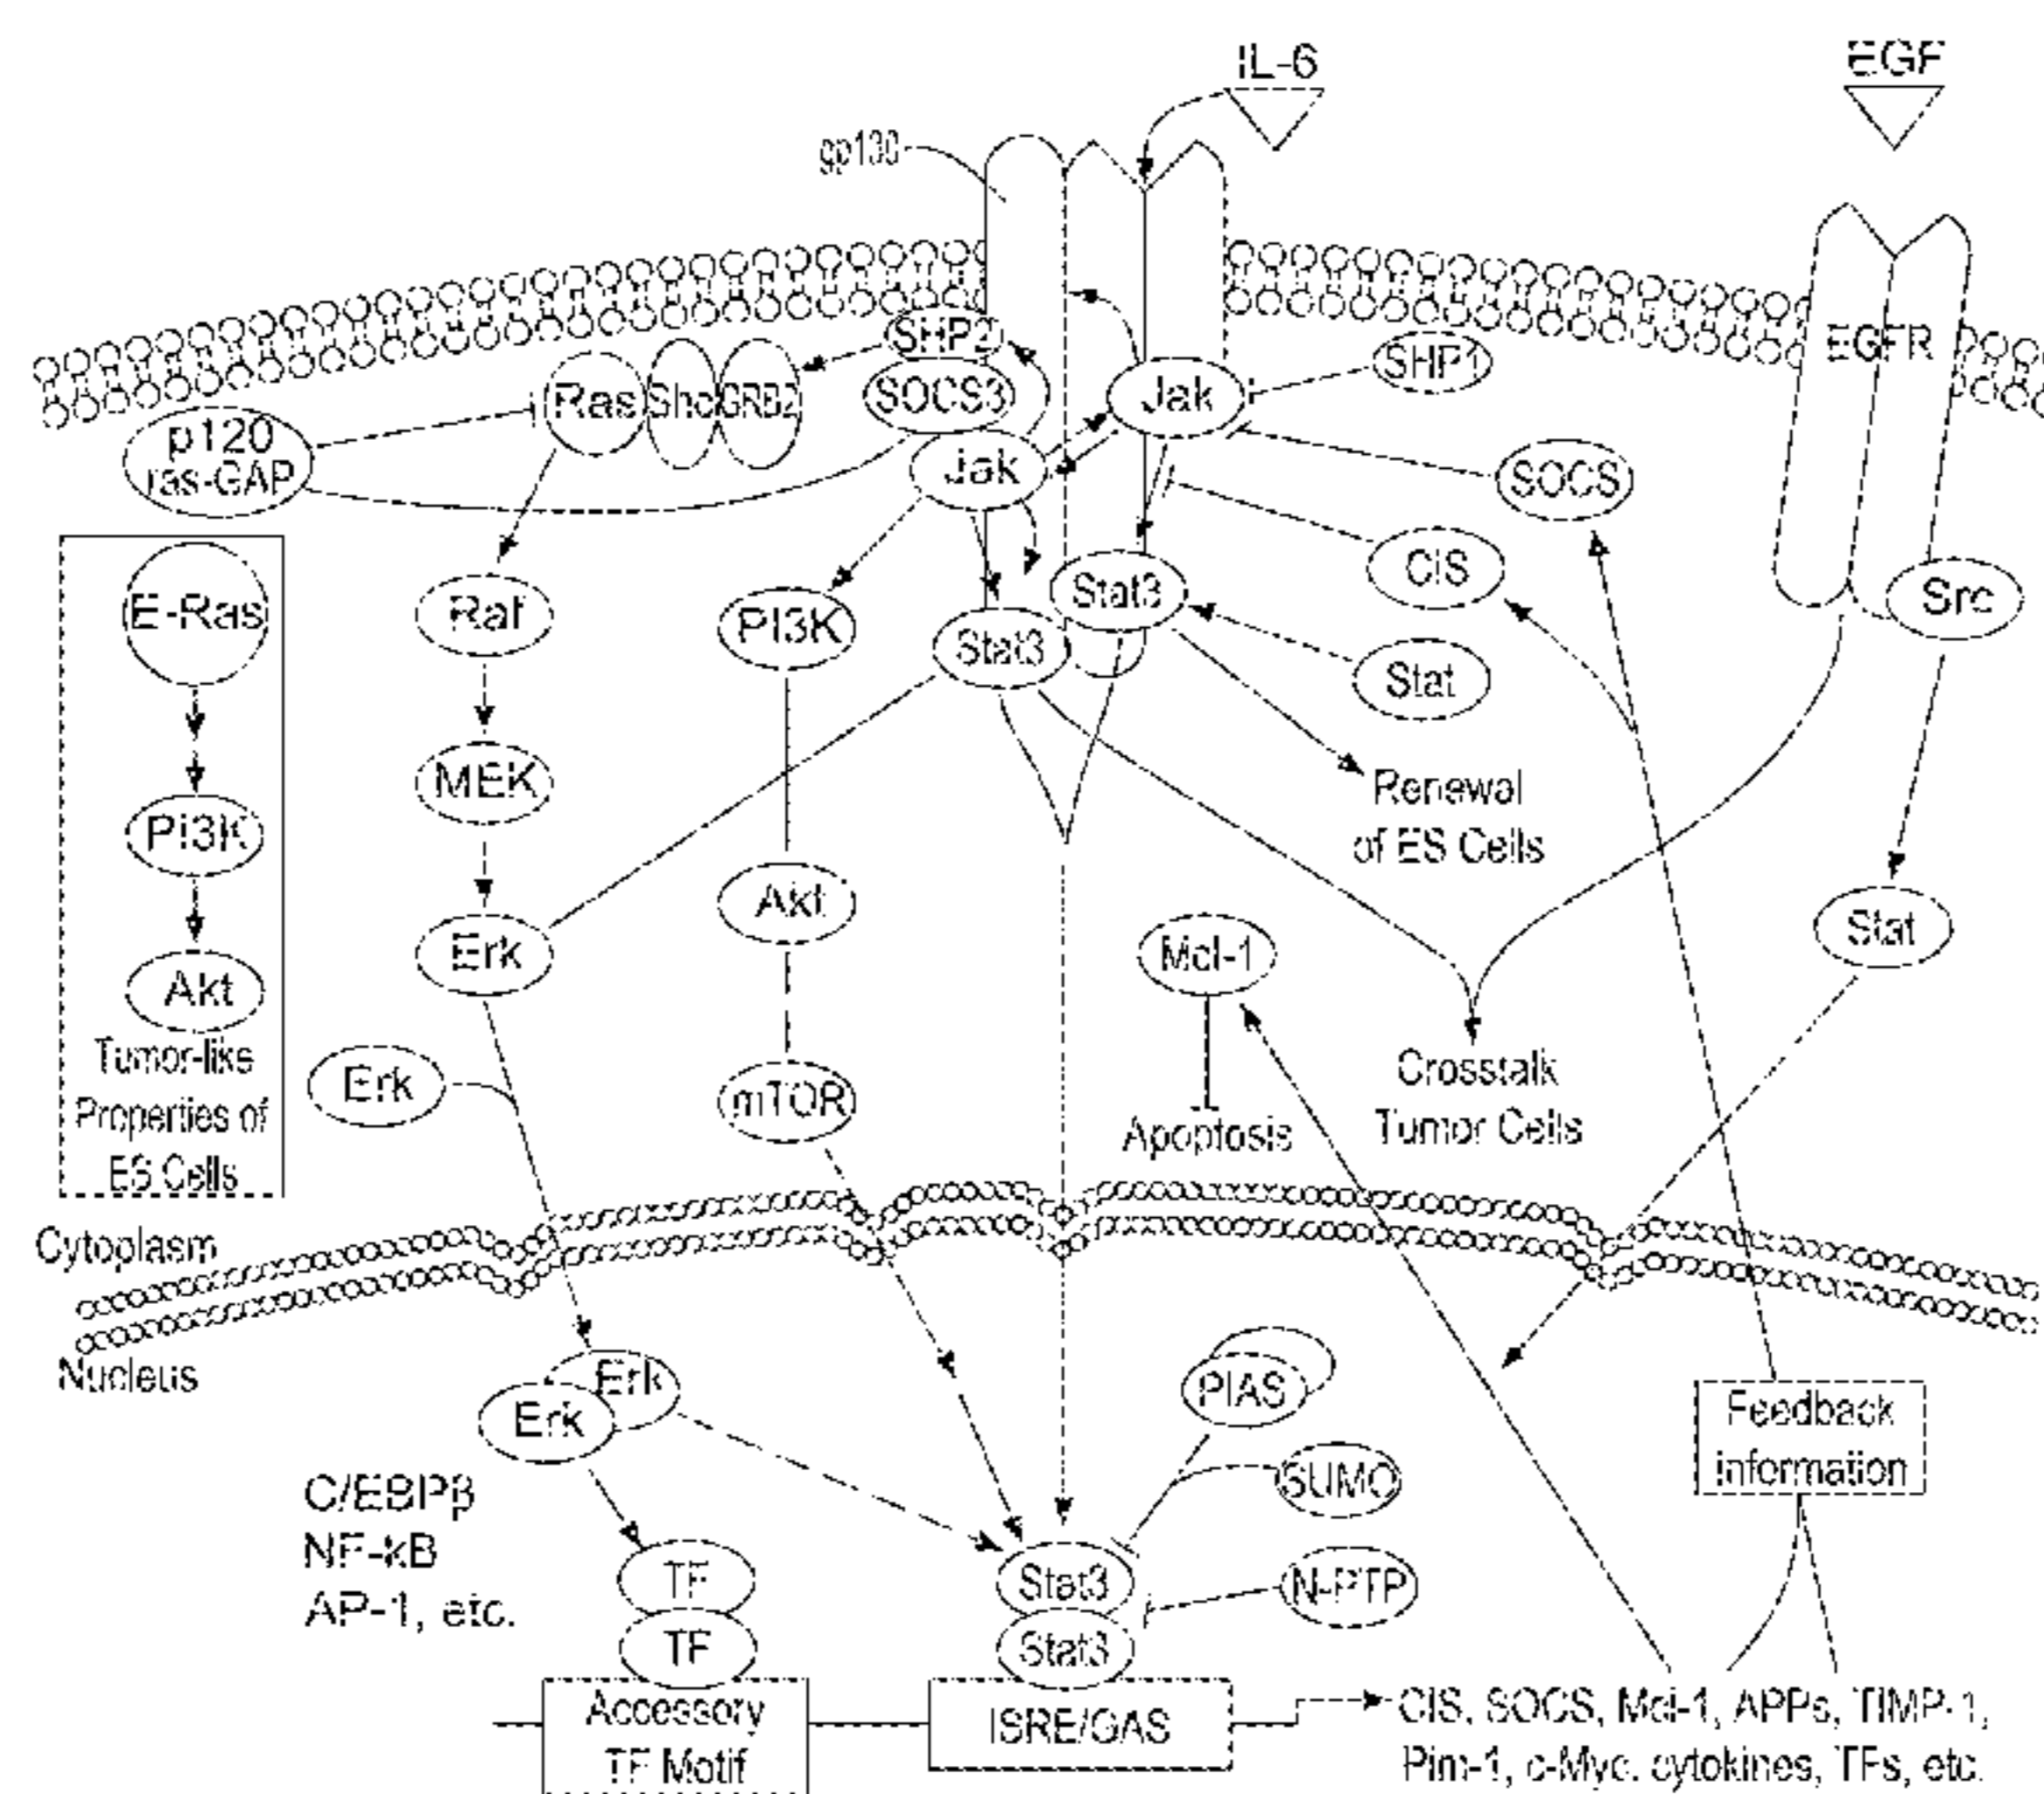 IL-6
EGF
gp130
SHP2
SHP1
EGFR
Ras
Shc
GRB2
SOCS3
Jak
p120
ras-GAP
Jak
SOCS
CIS
E-Ras
Raf
PI3K
Stat3
Stat3
Src
Stat
MEK
PI3K
Renewal
of ES Cells
Akt
Erk
Mcl-1
Stat
Akt
Tumor-like
Properties of
ES Cells
Erk
mTOR
Apoptosis
Crosstalk
Tumor Cells
Cytoplasm
Nucleus
Erk
Erk
PIAS
Feedback
information
SUMO
C/EBPβ
NF-kB
AP-1, etc.
TF
TF
Stat3
Stat3
N-PTP
Accessory
TF Motif
ISRE/GAS
CIS, SOCS, Mcl-1, APPs, TIMP-1,
Pim-1, c-Myc. cytokines, TFs, etc.